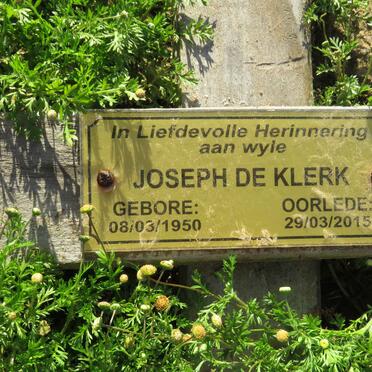 In Liefdevolle Herinnering
aan wyle
JOSEPH DE KLERK
GEBORE: OORLEDE:
08/03/1950 29/03/2015